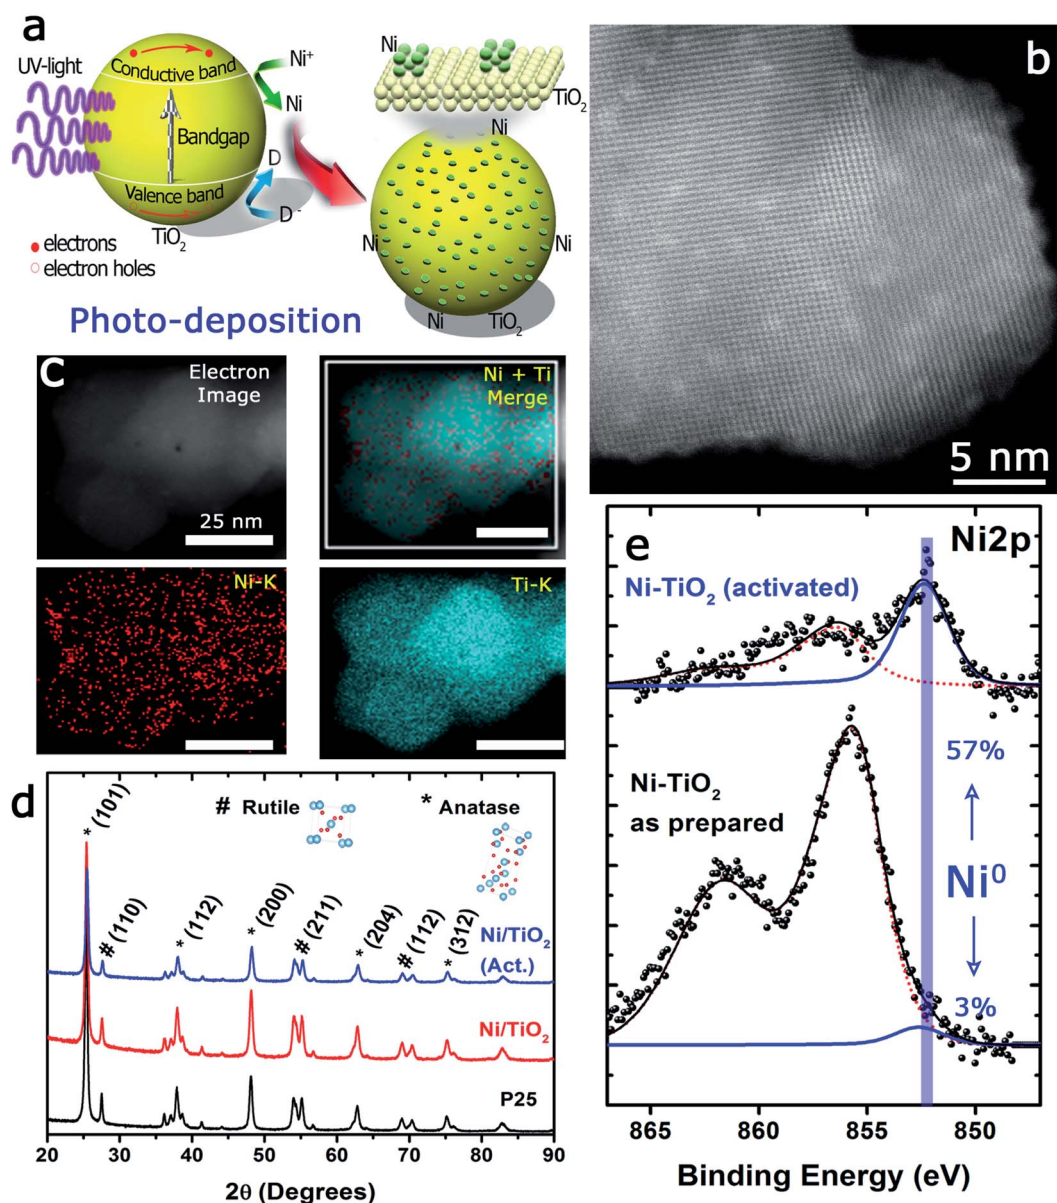 a
UV-light
Conductive band
Bandgap
Valence band
TiO₂
electrons
electron holes
Ni⁺
Ni
D
D⁻
Ni
TiO₂
Ni
Ni
Ni
Ni
TiO₂
Photo-deposition
b
5 nm
c
Electron
Image
25 nm
Ni + Ti
Merge
Ni-K
Ti-K
d
# Rutile
* Anatase
* (101)
# (110)
* (112)
* (200)
# (211)
* (204)
# (112)
* (312)
Ni/TiO₂
(Act.)
Ni/TiO₂
P25
20 30 40 50 60 70 80 90
2θ (Degrees)
e
Ni2p
Ni-TiO₂ (activated)
Ni-TiO₂
as prepared
57%
Ni⁰
3%
865 860 855 850
Binding Energy (eV)